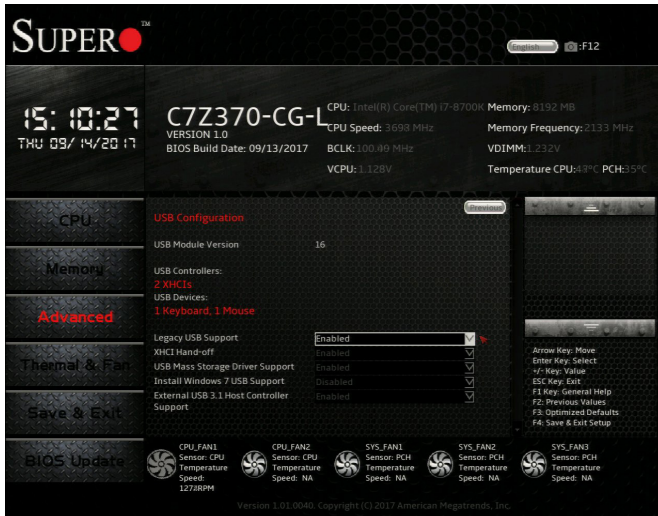 SUPER TM
English :F12
15:10:27
THU 09/14/2017
C7Z370-CG-L
VERSION 1.0
BIOS Build Date: 09/13/2017
CPU: Intel(R) Core(TM) i7-8700K
CPU Speed: 3698 MHz
BCLK:100.09 MHz
VCPU:1.128V
Memory: 8192 MB
Memory Frequency:2133 MHz
VDIMM:1.232V
Temperature CPU:48°C PCH:35°C
CPU
Memory
Advanced
Thermal & Fan
Save & Exit
BIOS Update
USB Configuration
Previous
USB Module Version 16
USB Controllers:
2 XHCIs
USB Devices:
1 Keyboard, 1 Mouse
Legacy USB Support Enabled
XHCI Hand-off Enabled
USB Mass Storage Driver Support Enabled
Install Windows 7 USB Support Disabled
External USB 3.1 Host Controller Enabled
Support
Arrow Key: Move
Enter Key: Select
+/- Key: Value
ESC Key: Exit
F1 Key: General Help
F2: Previous Values
F3: Optimized Defaults
F4: Save & Exit Setup
CPU_FAN1
Sensor: CPU
Temperature
Speed:
1278RPM
CPU_FAN2
Sensor: CPU
Temperature
Speed: NA
SYS_FAN1
Sensor: PCH
Temperature
Speed: NA
SYS_FAN2
Sensor: PCH
Temperature
Speed: NA
SYS_FAN3
Sensor: PCH
Temperature
Speed: NA
Version 1.01.0040. Copyright (C) 2017 American Megatrends, Inc.